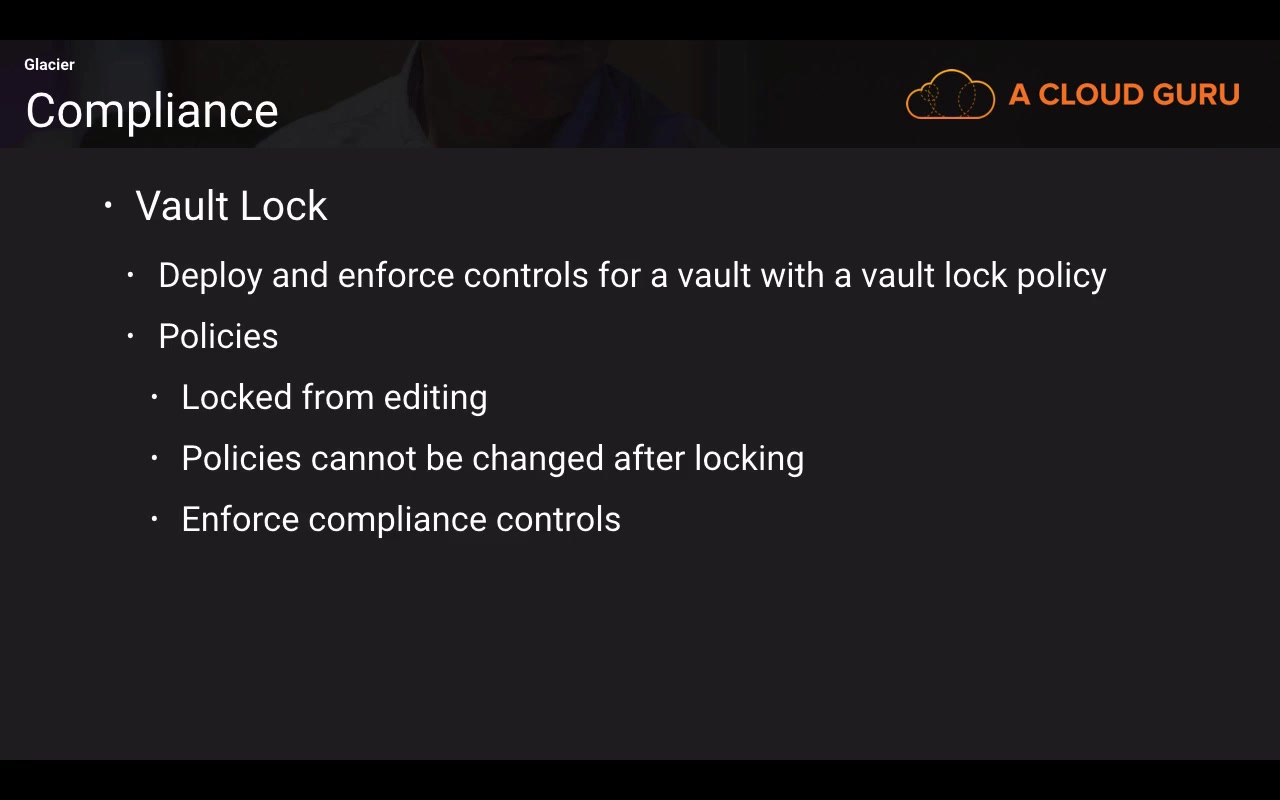 Glacier
Compliance
A CLOUD GURU
• Vault Lock
• Deploy and enforce controls for a vault with a vault lock policy
• Policies
• Locked from editing
• Policies cannot be changed after locking
• Enforce compliance controls